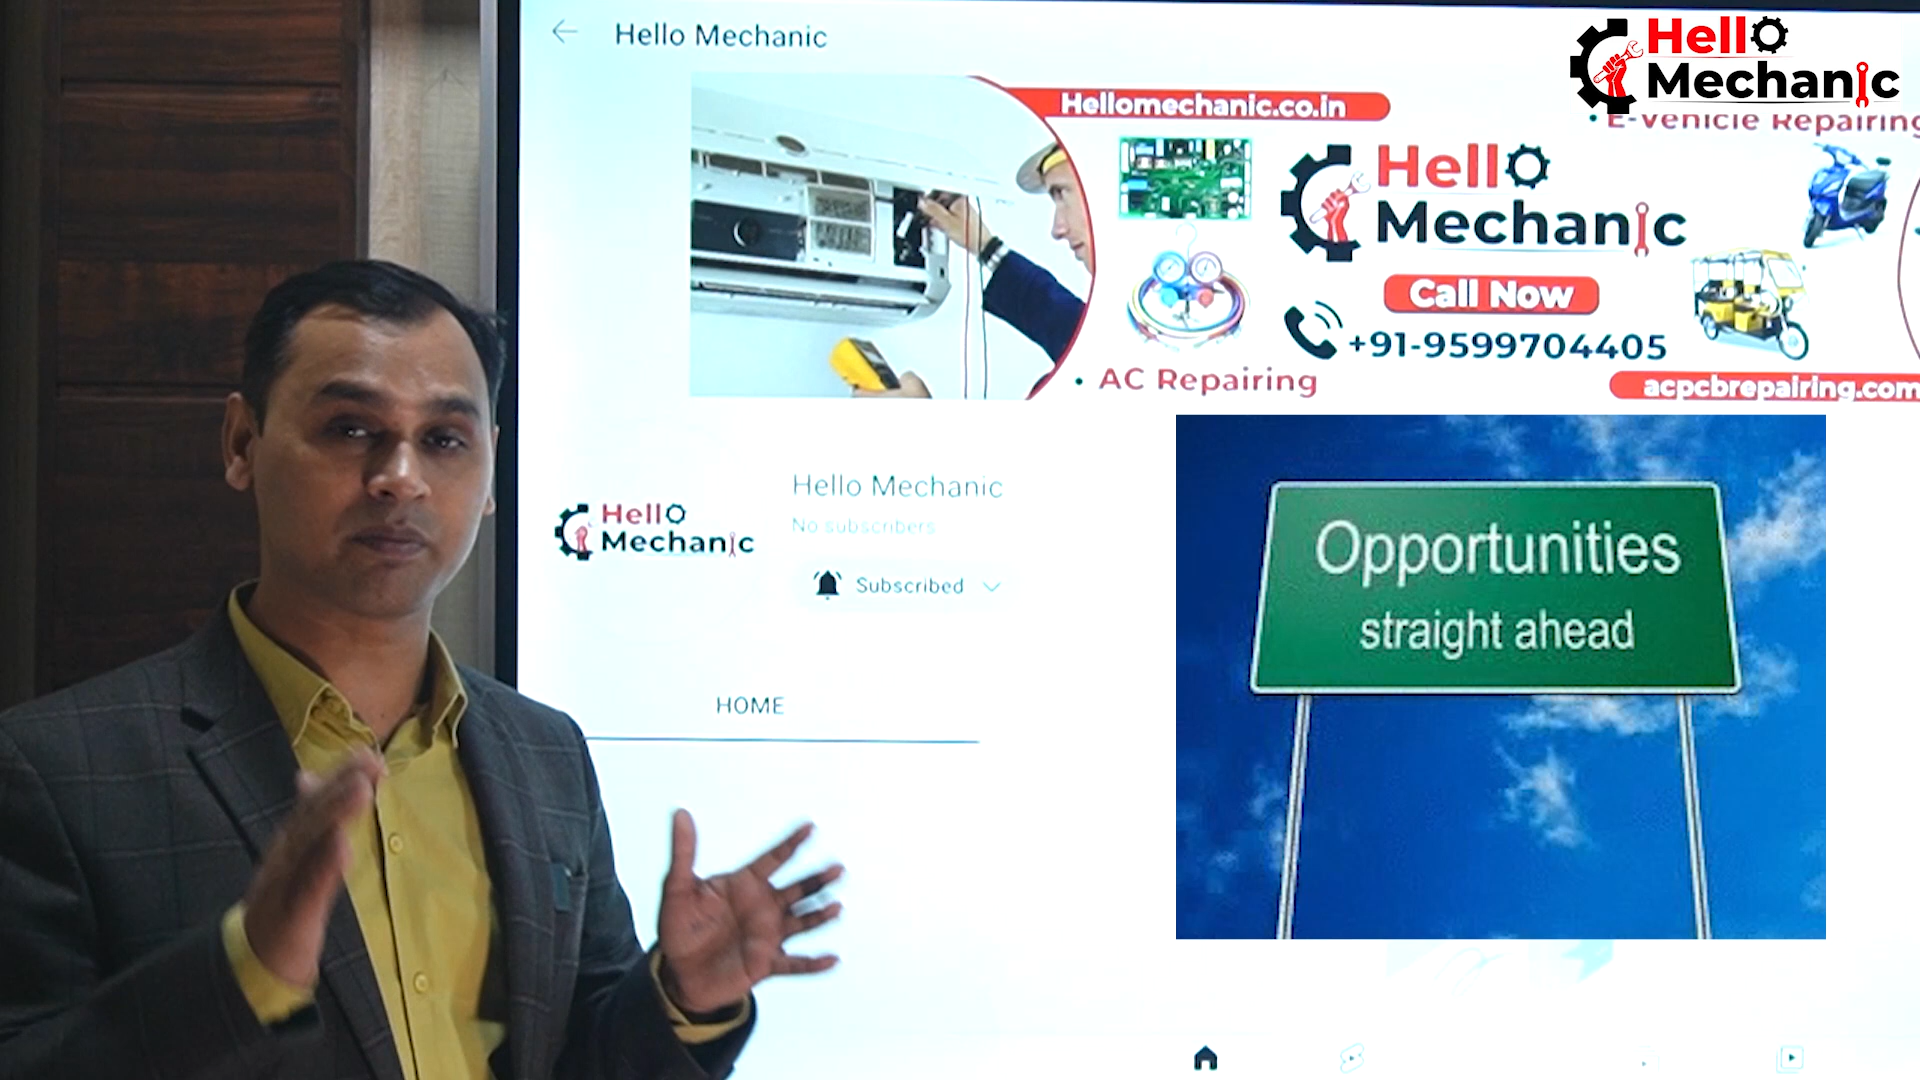 Hello Mechanic
Hello
Mechanic
Hellomechanic.co.in
• E-Vehicle Repairing
Hello
Mechanic
Call Now
+91-9599704405
• AC Repairing
acpcbrepairing.com
Hello Mechanic
No subscribers
Hello
Mechanic
Subscribed
HOME
Opportunities
straight ahead